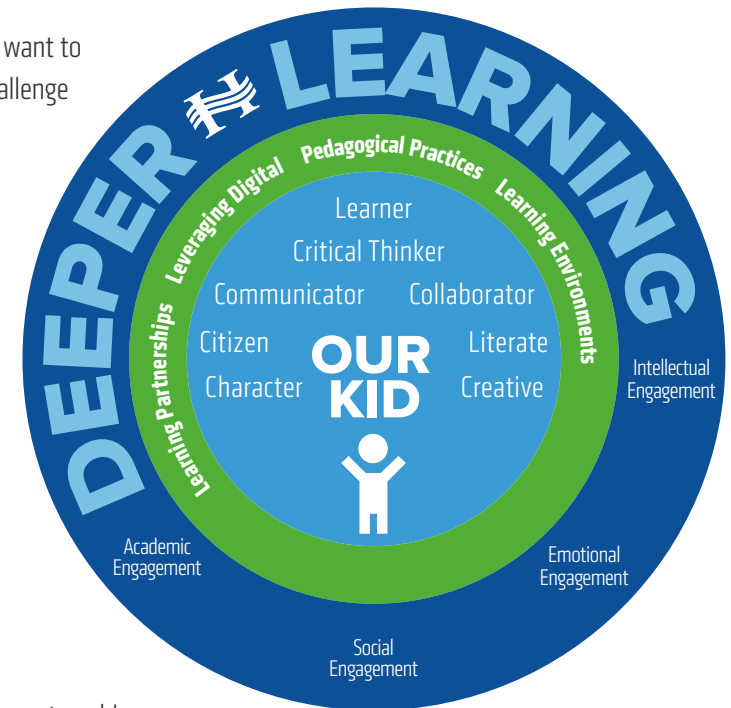 want to
allenge
DEEPER LEARNING
Learning Partnerships Leveraging Digital Pedagogical Practices Learning Environments
Learner
Critical Thinker
Communicator Collaborator
Citizen OUR Literate
Character KID Creative
Intellectual
Engagement
Academic
Engagement
Emotional
Engagement
Social
Engagement